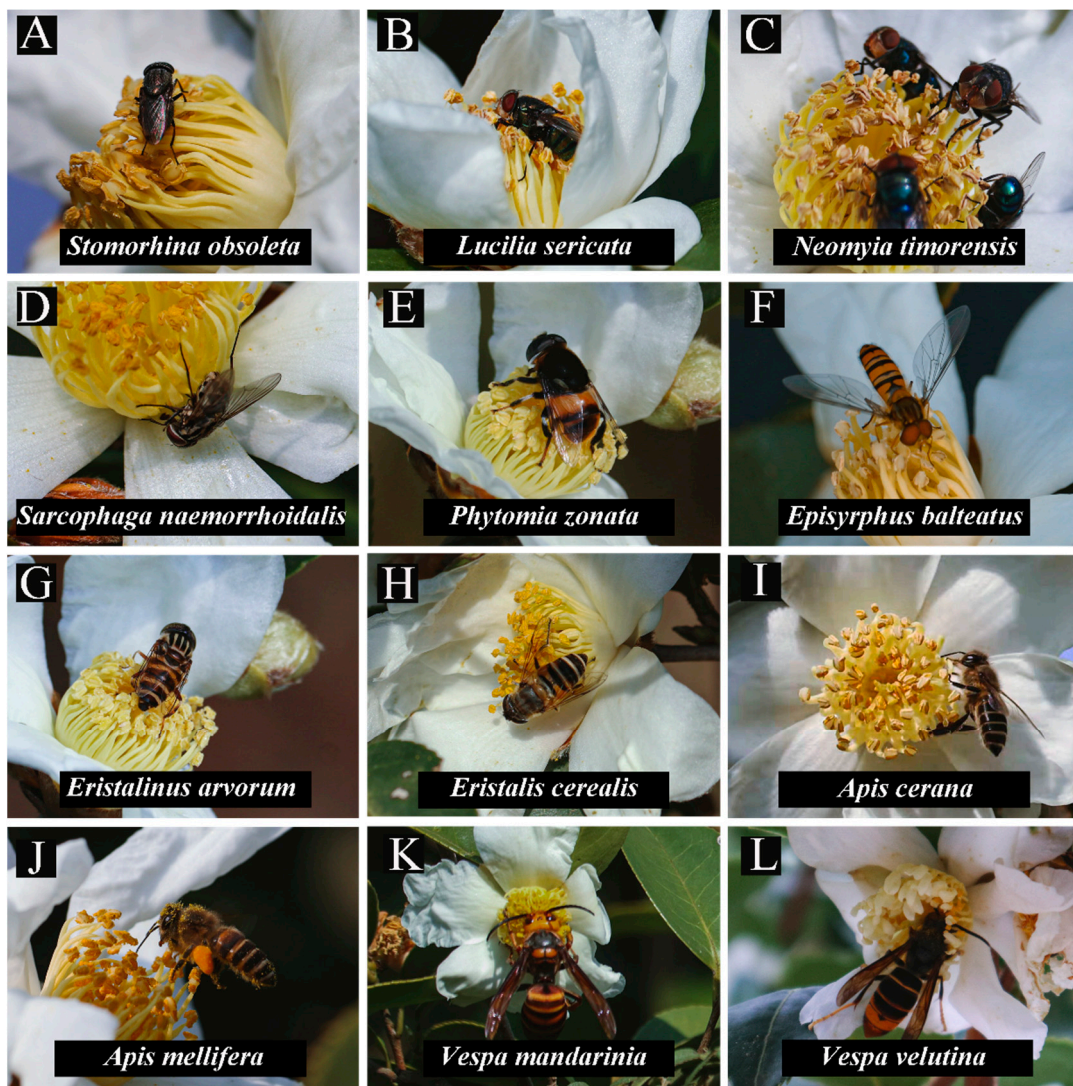 A
B
C
Stomorhina obsoleta
Lucilia sericata
Neomyia timorensis
D
E
F
Sarcophaga naemorrhoidalis
Phytomia zonata
Episyrphus balteatus
G
H
I
Eristalinus arvorum
Eristalis cerealis
Apis cerana
J
K
L
Apis mellifera
Vespa mandarinia
Vespa velutina